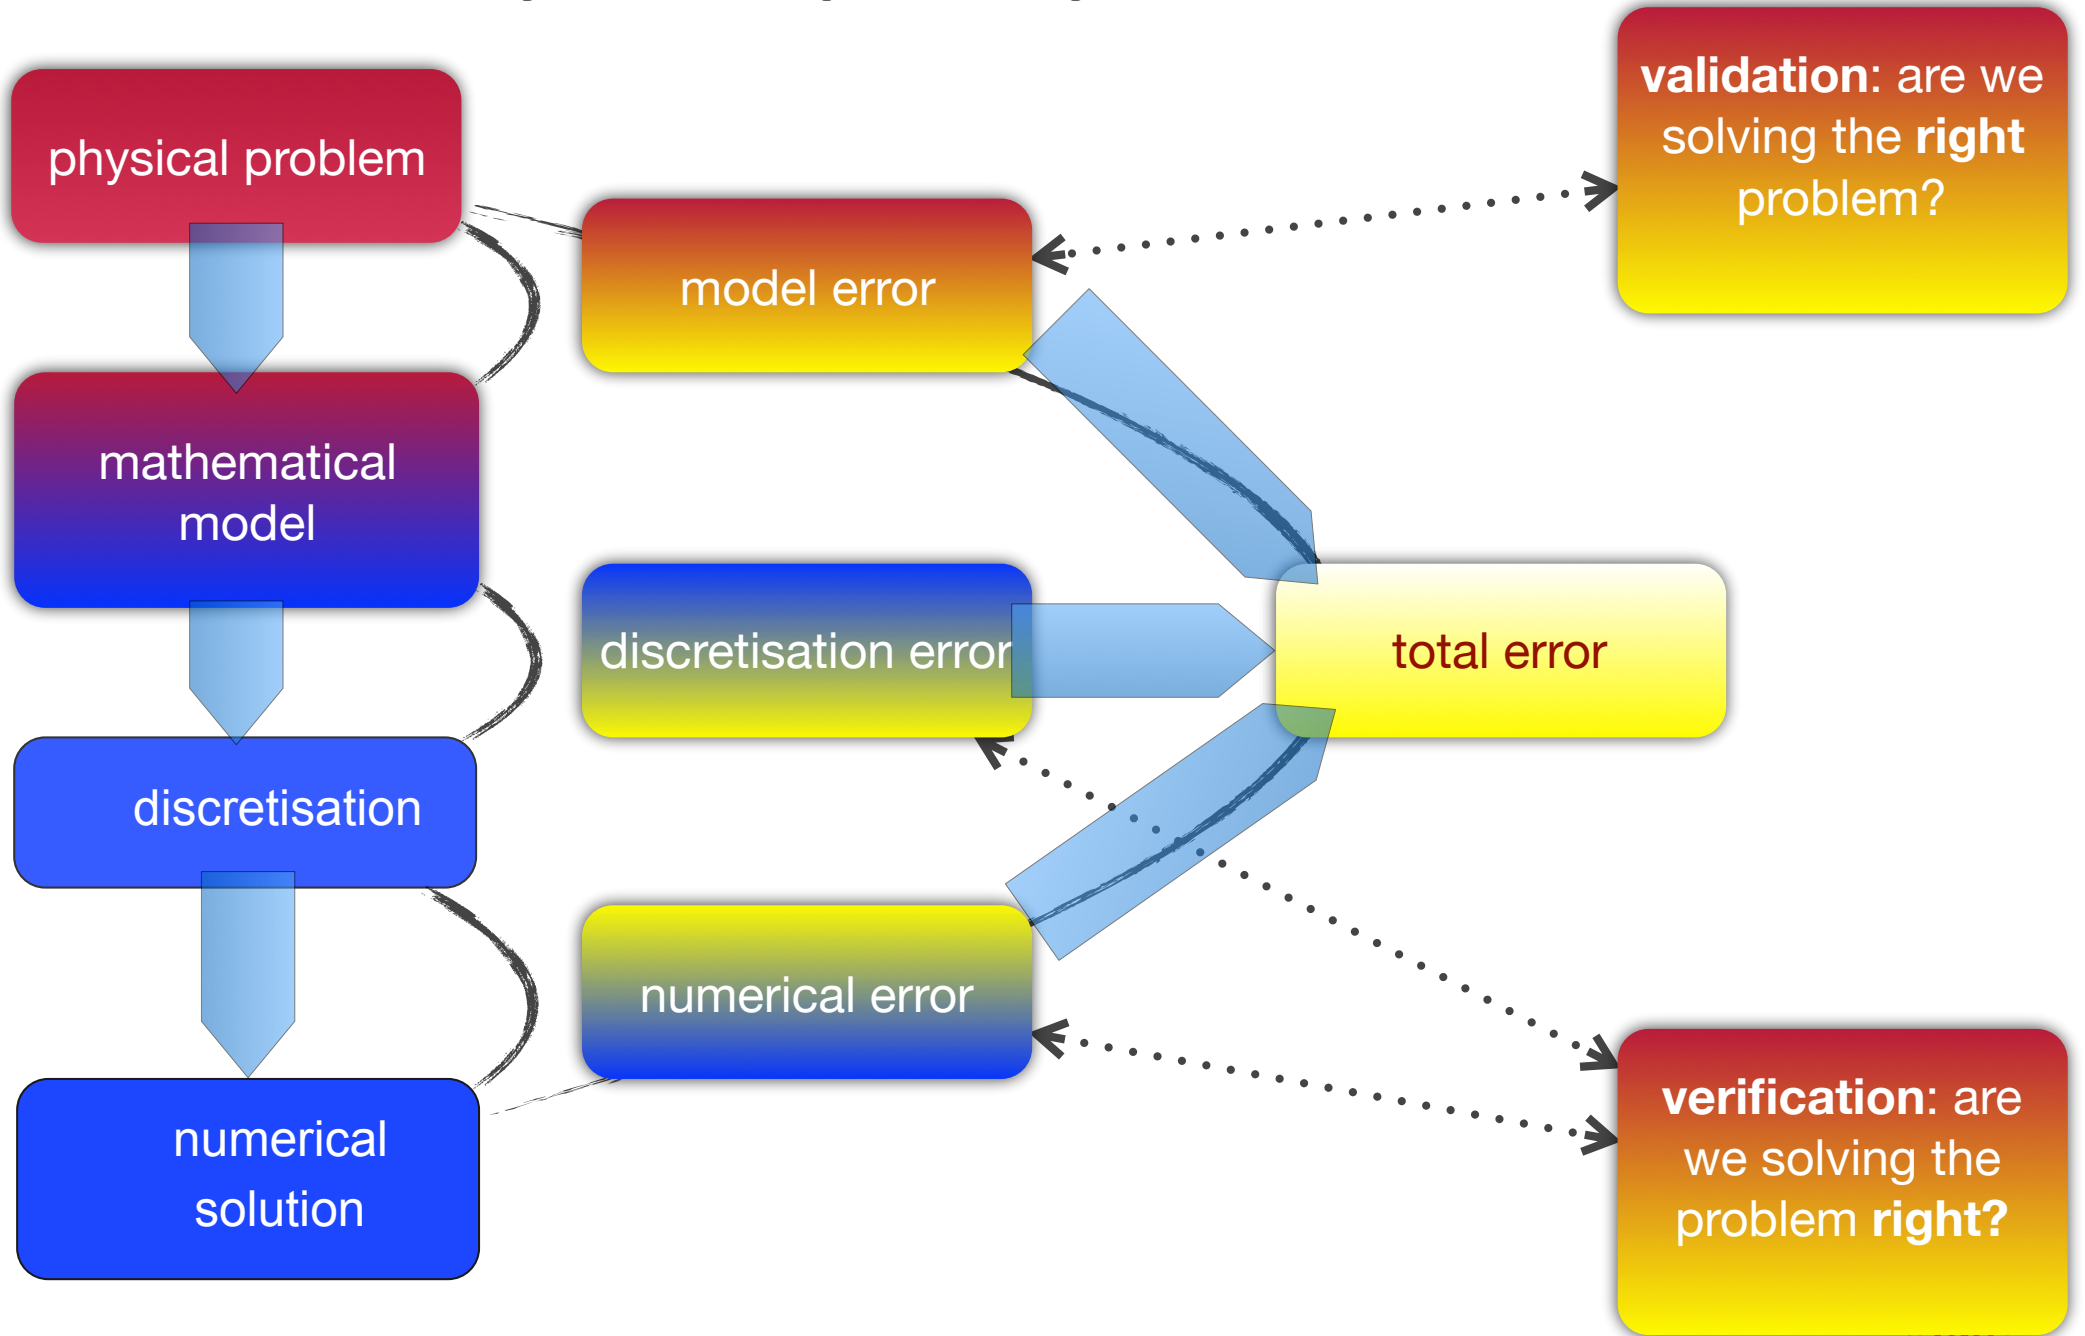 physical problem
validation: are we
solving the right
problem?
model error
mathematical
model
discretisation error
total error
discretisation
numerical error
numerical
solution
verification: are
we solving the
problem right?